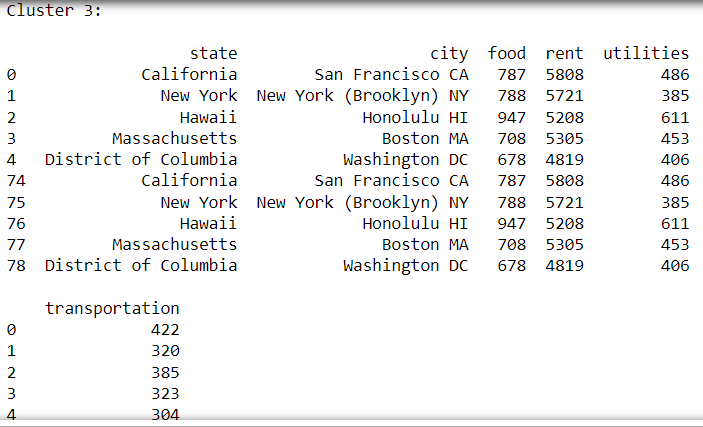 Cluster 3:
state city food rent utilities
0 California San Francisco CA 787 5808 486
1 New York New York (Brooklyn) NY 788 5721 385
2 Hawaii Honolulu HI 947 5208 611
3 Massachusetts Boston MA 708 5305 453
4 District of Columbia Washington DC 678 4819 406
74 California San Francisco CA 787 5808 486
75 New York New York (Brooklyn) NY 788 5721 385
76 Hawaii Honolulu HI 947 5208 611
77 Massachusetts Boston MA 708 5305 453
78 District of Columbia Washington DC 678 4819 406
transportation
0 422
1 320
2 385
3 323
4 304